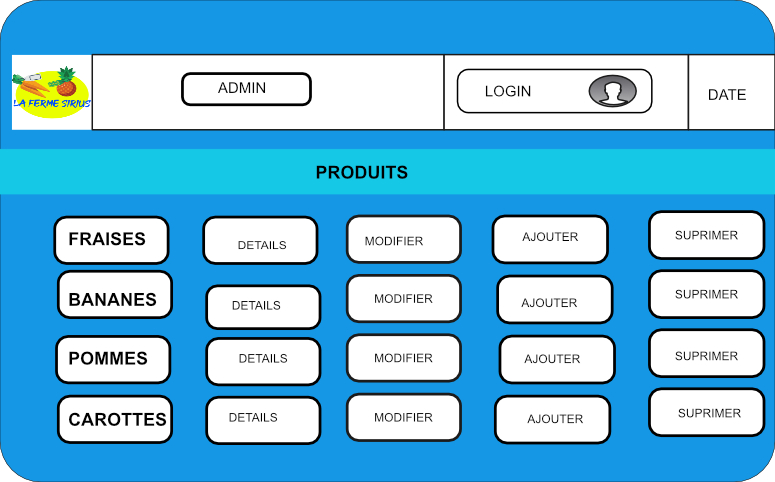 LA FERME SIRIUS
ADMIN
LOGIN
DATE
PRODUITS
FRAISES DETAILS MODIFIER AJOUTER SUPRIMER
BANANES DETAILS MODIFIER AJOUTER SUPRIMER
POMMES DETAILS MODIFIER AJOUTER SUPRIMER
CAROTTES DETAILS MODIFIER AJOUTER SUPRIMER